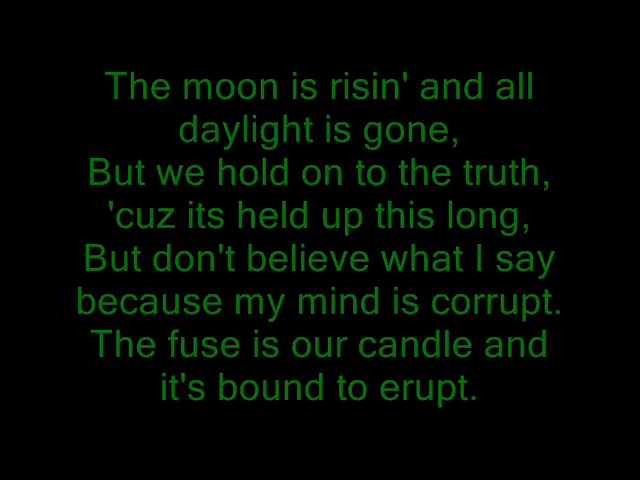 The moon is risin' and all
daylight is gone,
But we hold on to the truth,
'cuz its held up this long,
But don't believe what I say
because my mind is corrupt.
The fuse is our candle and
it's bound to erupt.